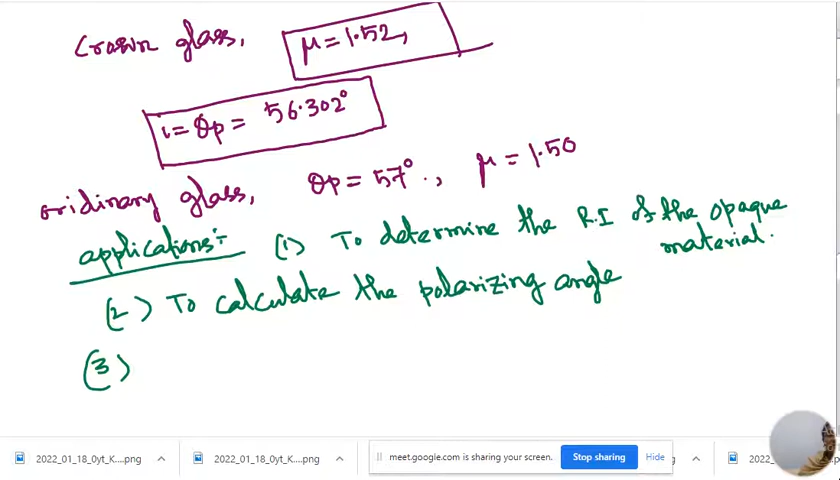 Crown glass, μ = 1.52,
i = θp = 56.302°
oridinary glass, θp = 57°., μ = 1.50
applications:- (1) To determine the R.I of the opaque
material.
(2) To calculate the polarizing angle
(3)
2022_01_18_0yt_K....png
2022_01_18_0yt_K....png
meet.google.com is sharing your screen.
Stop sharing
Hide
g
2022_01_18_0yt_K....p